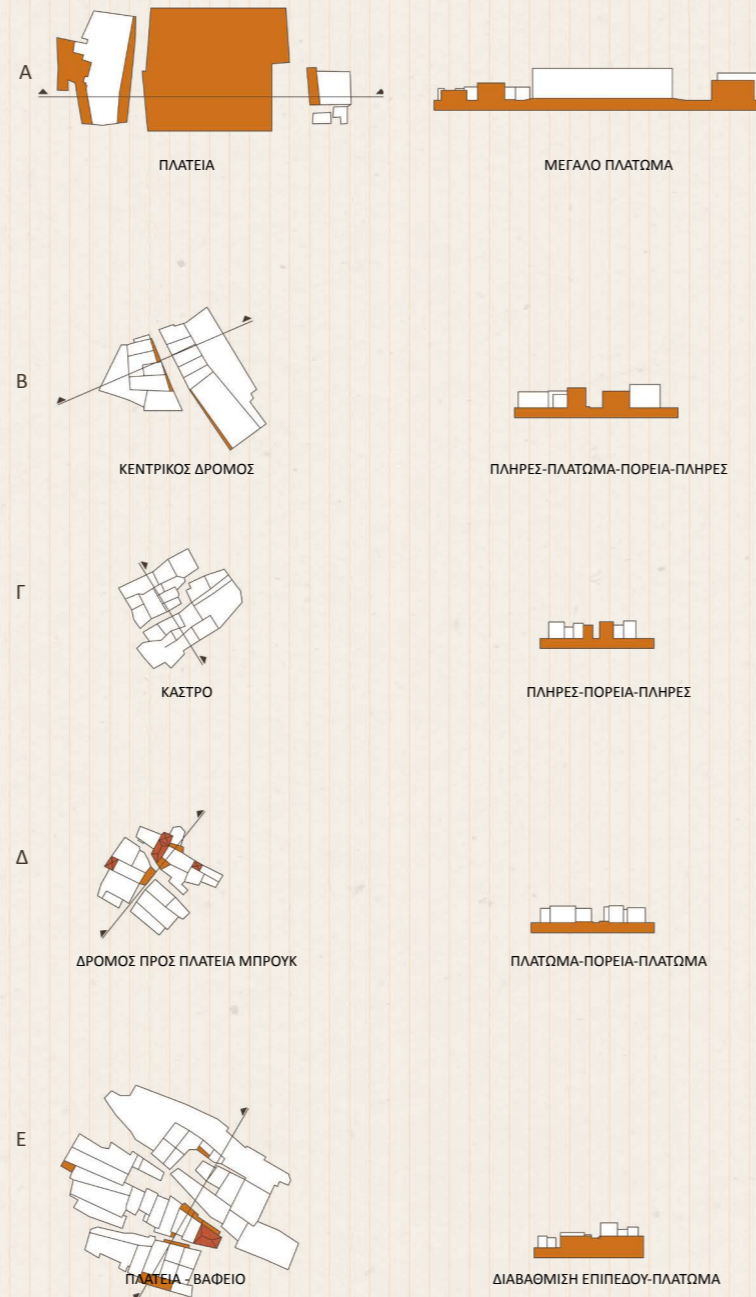 Α
ΠΛΑΤΕΙΑ
ΜΕΓΑΛΟ ΠΛΑΤΩΜΑ
Β
ΚΕΝΤΡΙΚΟΣ ΔΡΟΜΟΣ
ΠΛΗΡΕΣ-ΠΛΑΤΩΜΑ-ΠΟΡΕΙΑ-ΠΛΗΡΕΣ
Γ
ΚΑΣΤΡΟ
ΠΛΗΡΕΣ-ΠΟΡΕΙΑ-ΠΛΗΡΕΣ
Δ
ΔΡΟΜΟΣ ΠΡΟΣ ΠΛΑΤΕΙΑ ΜΠΡΟΥΚ
ΠΛΑΤΩΜΑ-ΠΟΡΕΙΑ-ΠΛΑΤΩΜΑ
Ε
ΠΛΑΤΕΙΑ - ΒΑΦΕΙΟ
ΔΙΑΒΑΘΜΙΣΗ ΕΠΙΠΕΔΟΥ-ΠΛΑΤΩΜΑ